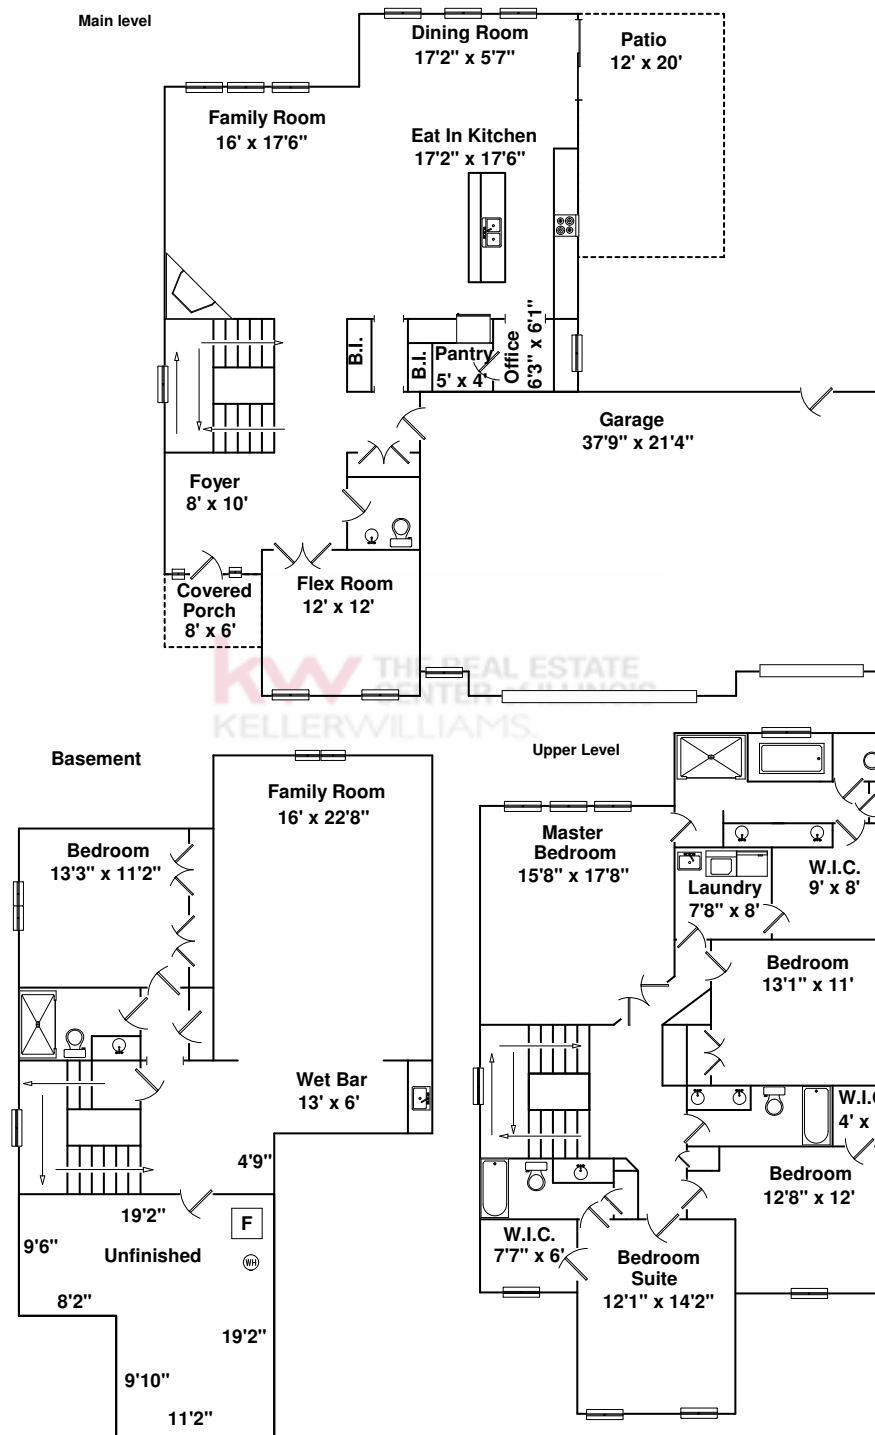 Main level
Dining Room
17'2" x 5'7"
Patio
12' x 20'
Family Room
16' x 17'6"
Eat In Kitchen
17'2" x 17'6"
B.I.
B.I.
Pantry
5' x 4'
Office
6'3" x 6'1"
Garage
37'9" x 21'4"
Foyer
8' x 10'
Flex Room
12' x 12'
Covered
Porch
8' x 6'
kw THE REAL ESTATE
CENTER of ILLINOIS
KELLERWILLIAMS.
Basement
Family Room
16' x 22'8"
Bedroom
13'3" x 11'2"
Wet Bar
13' x 6'
4'9"
19'2"
F
9'6"
Unfinished
WH
8'2"
19'2"
9'10"
11'2"
Upper Level
Master
Bedroom
15'8" x 17'8"
W.I.C.
9' x 8'
Laundry
7'8" x 8'
Bedroom
13'1" x 11'
W.I.C
4' x
Bedroom
12'8" x 12'
W.I.C.
7'7" x 6'
Bedroom
Suite
12'1" x 14'2"